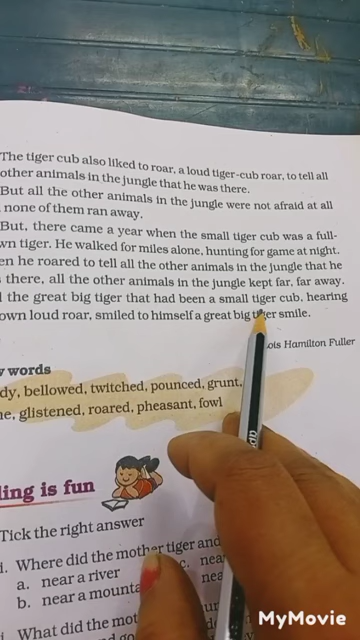 The tiger cub also liked to roar, a loud tiger-cub roar, to tell all
other animals in the jungle that he was there.
But all the other animals in the jungle were not afraid at all
none of them ran away.
But, there came a year when the small tiger cub was a full-
wn tiger. He walked for miles alone, hunting for game at night.
en he roared to tell all the other animals in the jungle that he
there, all the other animals in the jungle kept far, far away.
the great big tiger that had been a small tiger cub, hearing
own loud roar, smiled to himself a great big tiger smile.
Lois Hamilton Fuller
words
dy, bellowed, twitched, pounced, grunt,
glistened, roared, pheasant, fowl
ling is fun
Tick the right answer
Where did the mother tiger and
a. near a river
c. nea
b. near a mounta
nea
What did the mot
MyMovie